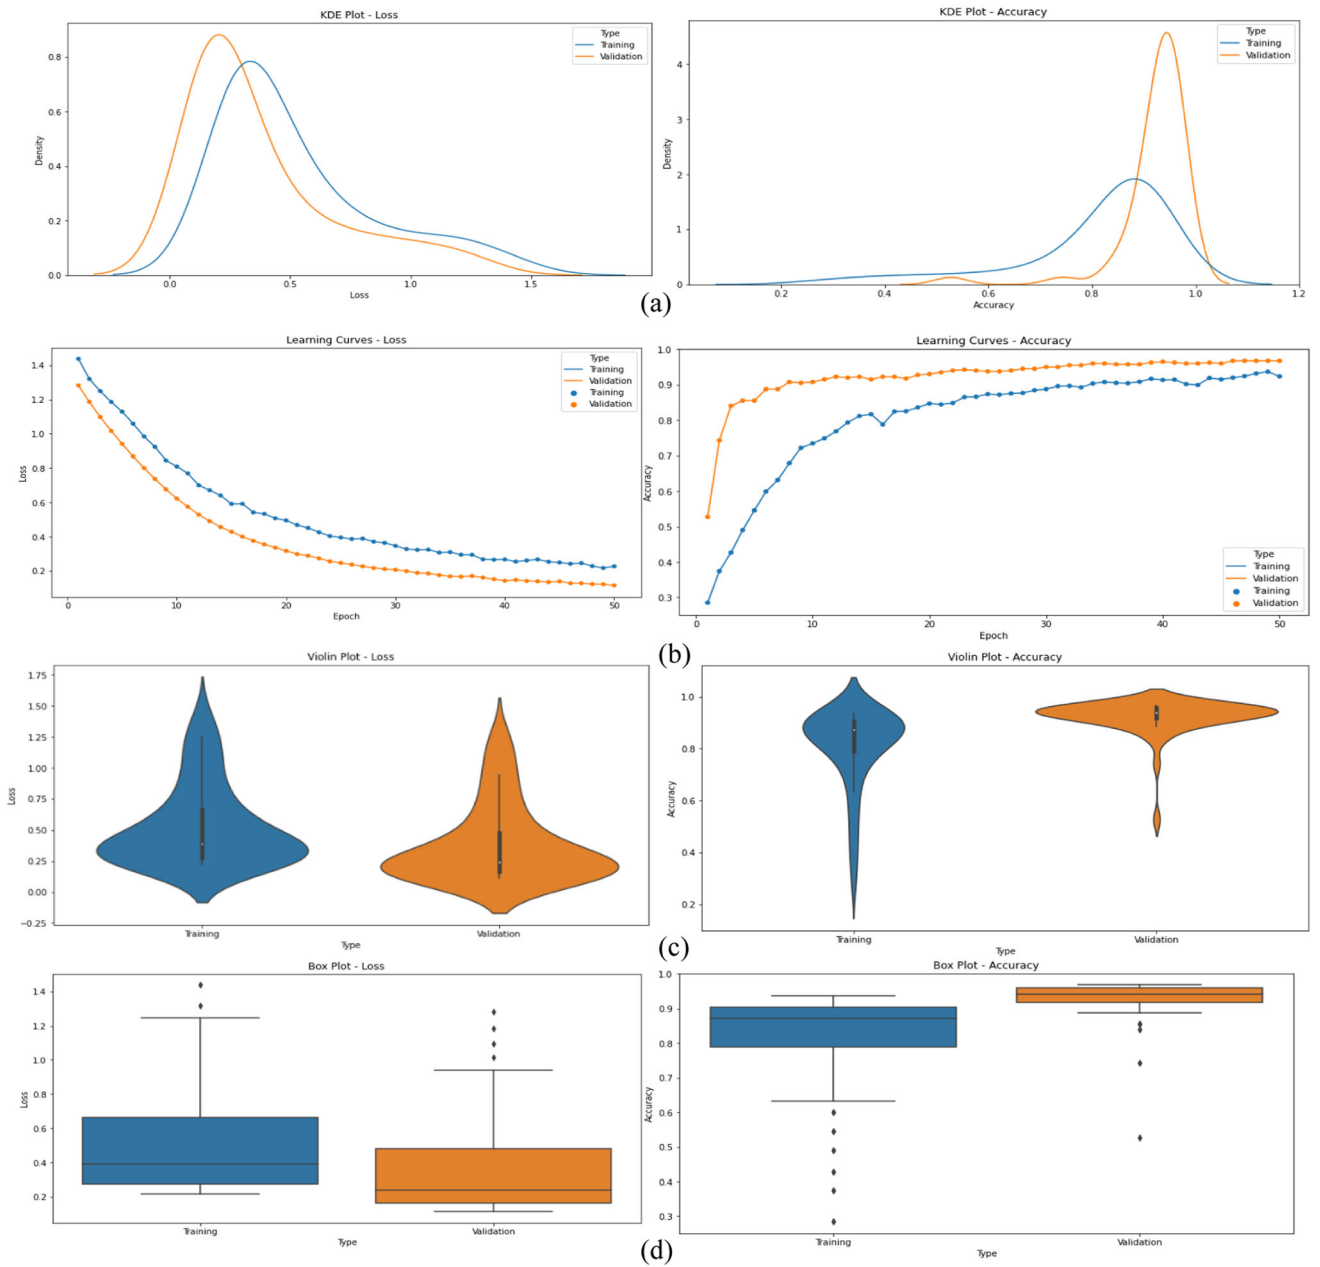 KDE Plot - Loss
Type
Training
Validation
0.8
0.6
0.4
0.2
0.0
Density
0.0 0.5 1.0 1.5
Loss
KDE Plot - Accuracy
Type
Training
Validation
4
3
2
1
0
Density
0.2 0.4 0.6 0.8 1.0 1.2
Accuracy
(a)
Learning Curves - Loss
Type
Training
Validation
Training
Validation
1.4
1.2
1.0
0.8
0.6
0.4
0.2
Loss
0 10 20 30 40 50
Epoch
Learning Curves - Accuracy
1.0
0.9
0.8
0.7
0.6
0.5
0.4
0.3
Accuracy
Type
Training
Validation
Training
Validation
0 10 20 30 40 50
Epoch
(b)
Violin Plot - Loss
1.75
1.50
1.25
1.00
0.75
0.50
0.25
0.00
−0.25
Loss
Training Validation
Type
Violin Plot - Accuracy
1.0
0.8
0.6
0.4
0.2
Accuracy
Training Validation
Type
(c)
Box Plot - Loss
1.4
1.2
1.0
0.8
0.6
0.4
0.2
Loss
Training Validation
Type
Box Plot - Accuracy
1.0
0.9
0.8
0.7
0.6
0.5
0.4
0.3
Accuracy
Training Validation
Type
(d)